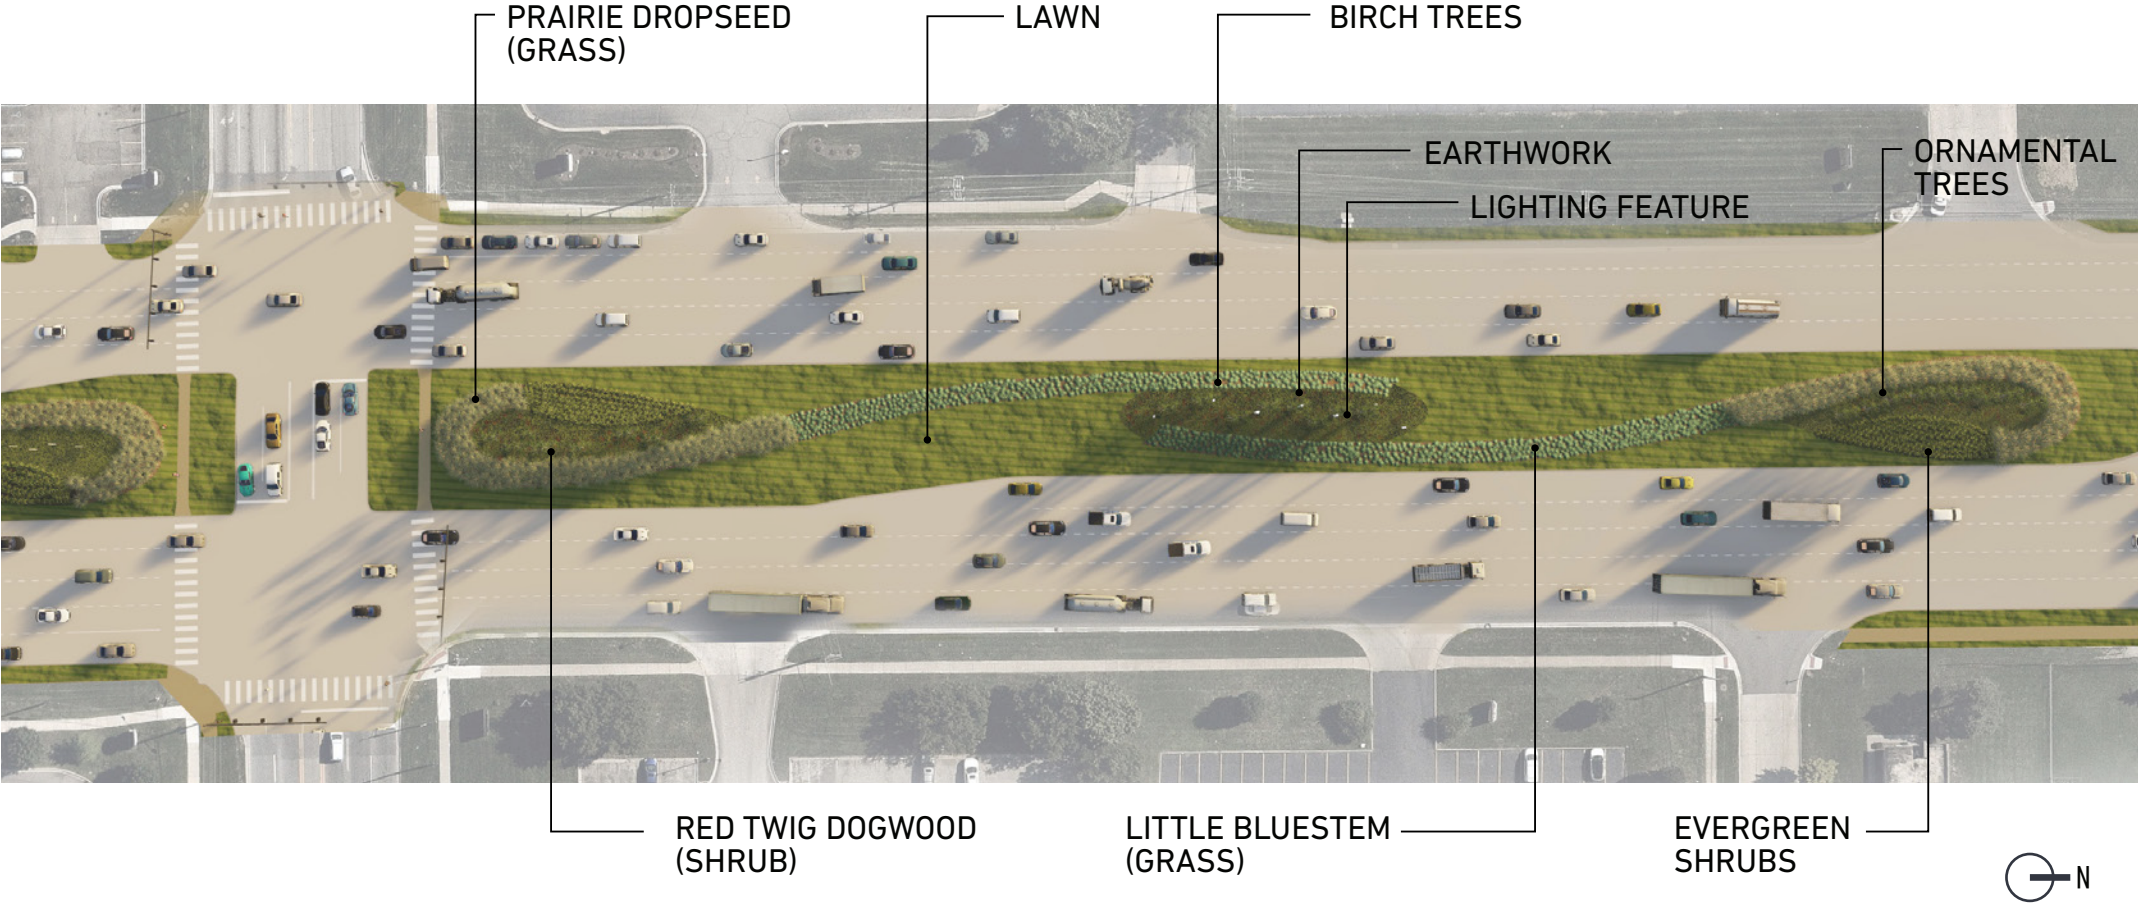 PRAIRIE DROPSEED
(GRASS)
LAWN
BIRCH TREES
EARTHWORK
LIGHTING FEATURE
ORNAMENTAL
TREES
RED TWIG DOGWOOD
(SHRUB)
LITTLE BLUESTEM
(GRASS)
EVERGREEN
SHRUBS
N